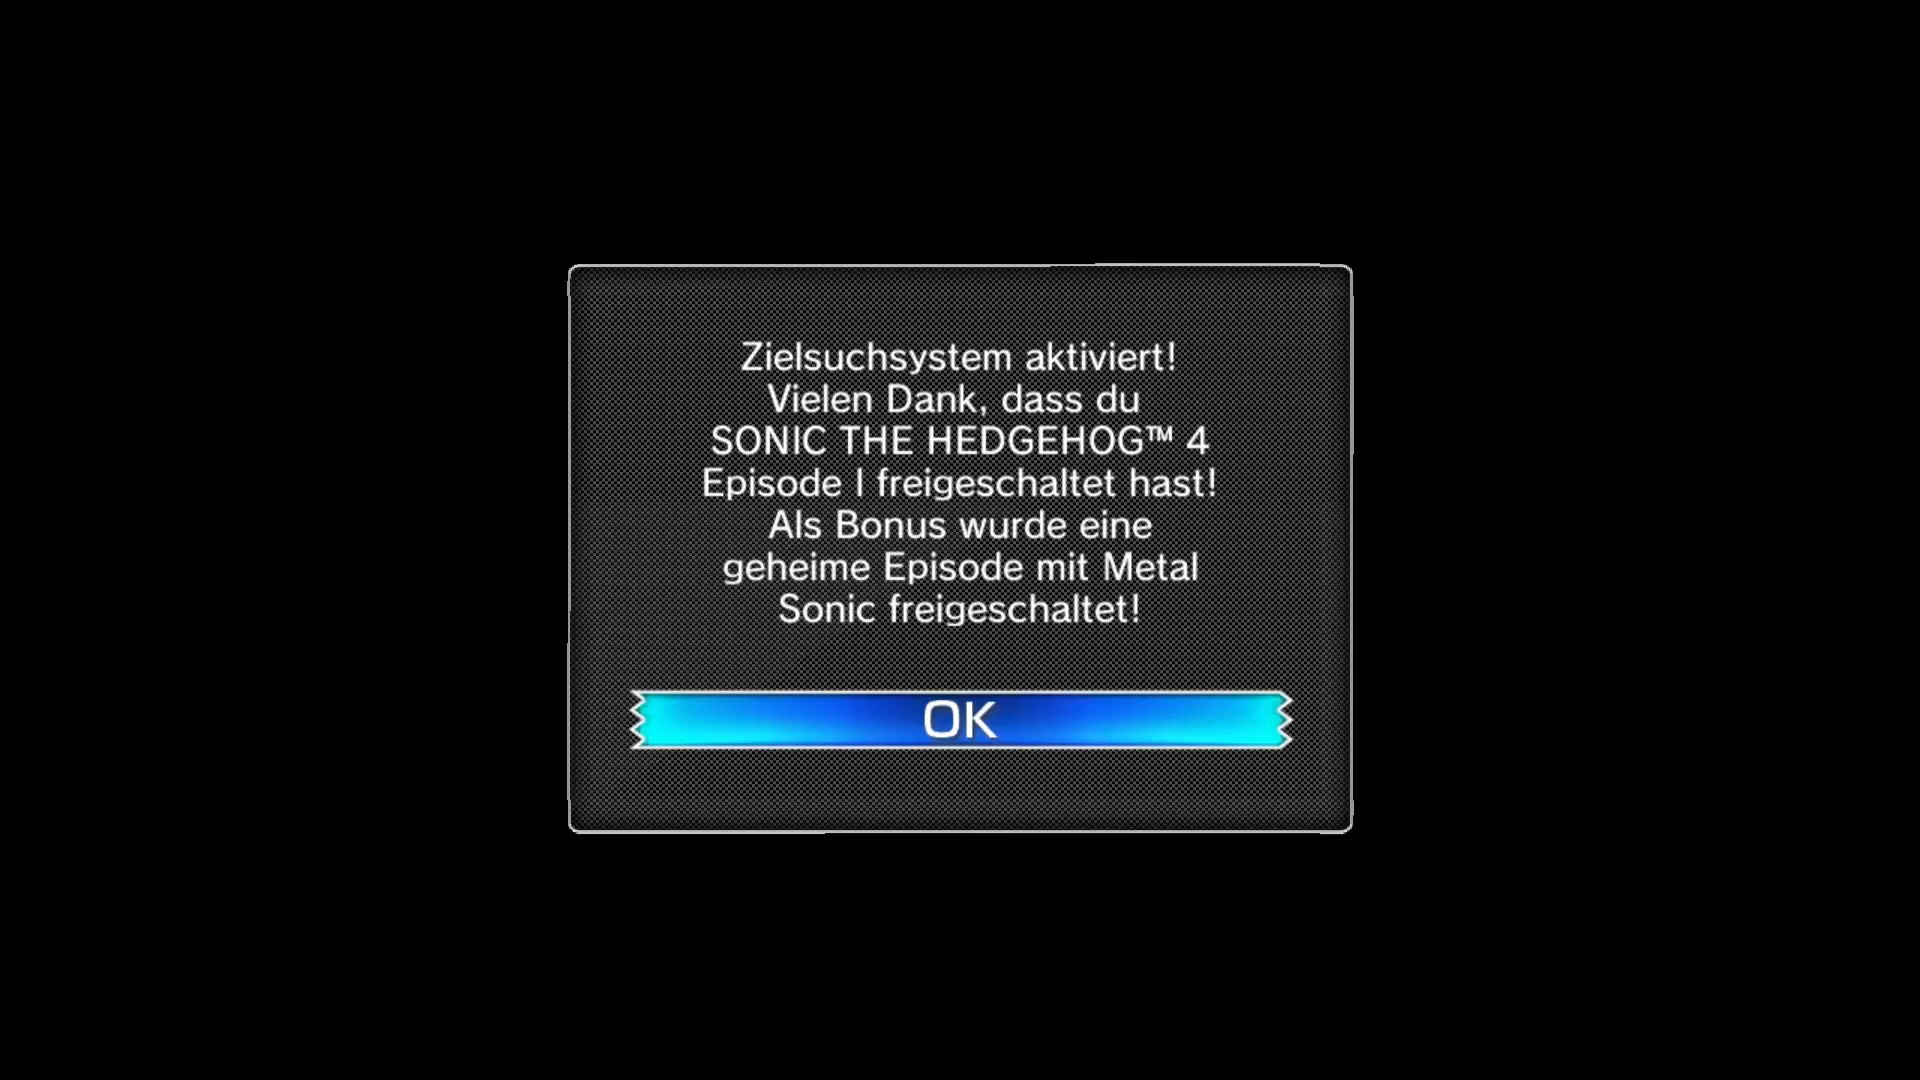 Zielsuchsystem aktiviert!
Vielen Dank, dass du
SONIC THE HEDGEHOG™ 4
Episode I freigeschaltet hast!
Als Bonus wurde eine
geheime Episode mit Metal
Sonic freigeschaltet!
OK